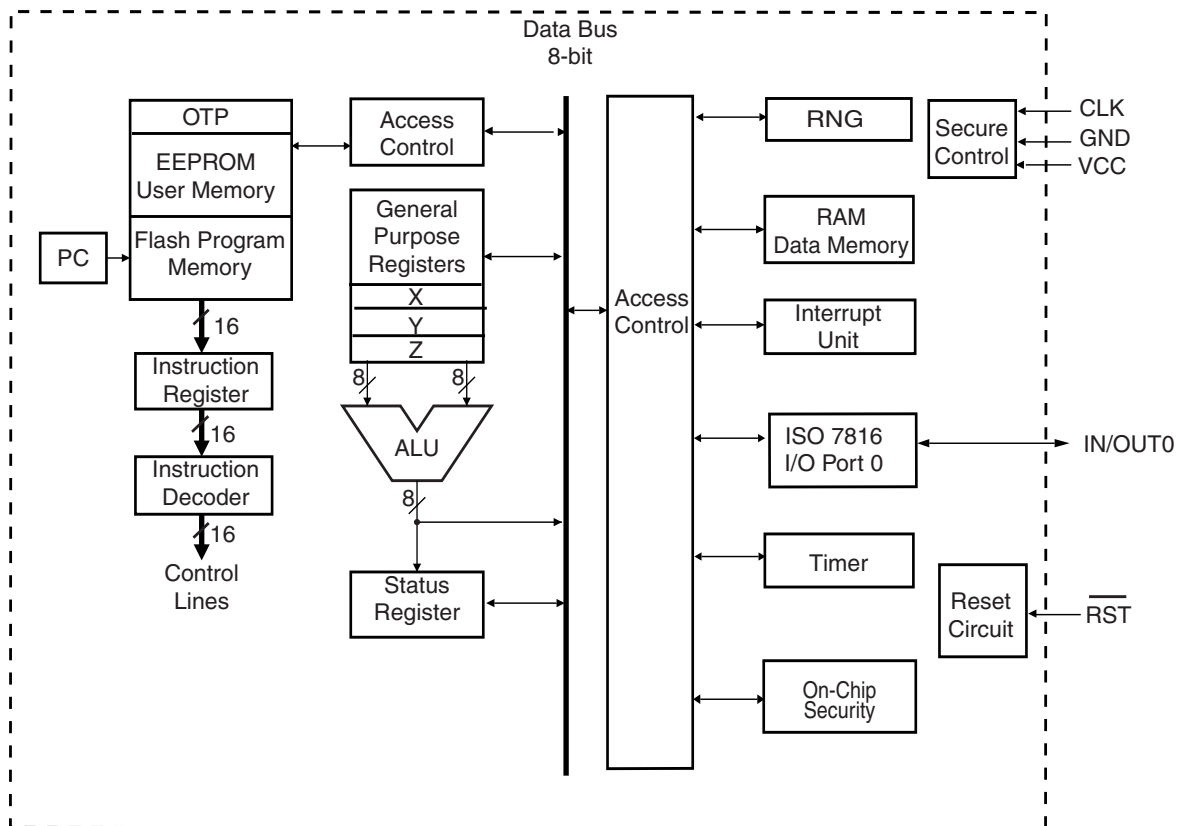 Data Bus
8-bit
OTP
EEPROM
User Memory
Flash Program
Memory
PC
16
Instruction
Register
16
Instruction
Decoder
16
Control
Lines
Access
Control
General
Purpose
Registers
X
Y
Z
8
8
ALU
8
Status
Register
Access
Control
RNG
RAM
Data Memory
Interrupt
Unit
ISO 7816
I/O Port 0
Timer
On-Chip
Security
Secure
Control
CLK
GND
VCC
IN/OUT0
Reset
Circuit
R̅S̅T̅